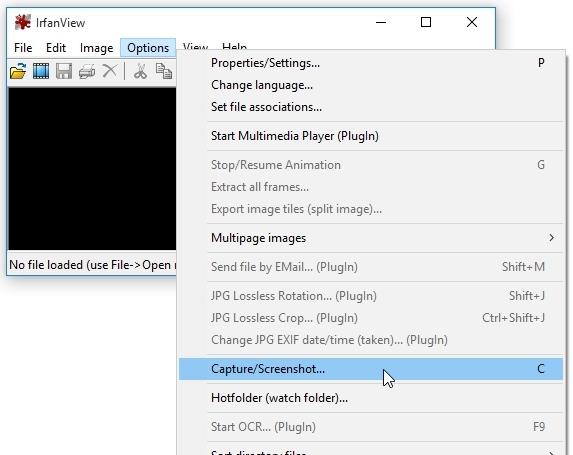 IrfanView
File Edit Image Options View Help
Properties/Settings... P
Change language...
Set file associations...
Start Multimedia Player (PlugIn)
Stop/Resume Animation G
Extract all frames...
Export image tiles (split image)...
Multipage images
Send file by EMail... (PlugIn) Shift+M
JPG Lossless Rotation... (PlugIn) Shift+J
JPG Lossless Crop... (PlugIn) Ctrl+Shift+J
Change JPG EXIF date/time (taken)... (PlugIn)
Capture/Screenshot... C
Hotfolder (watch folder)...
Start OCR... (PlugIn) F9
Sort directory files
No file loaded (use File->Open